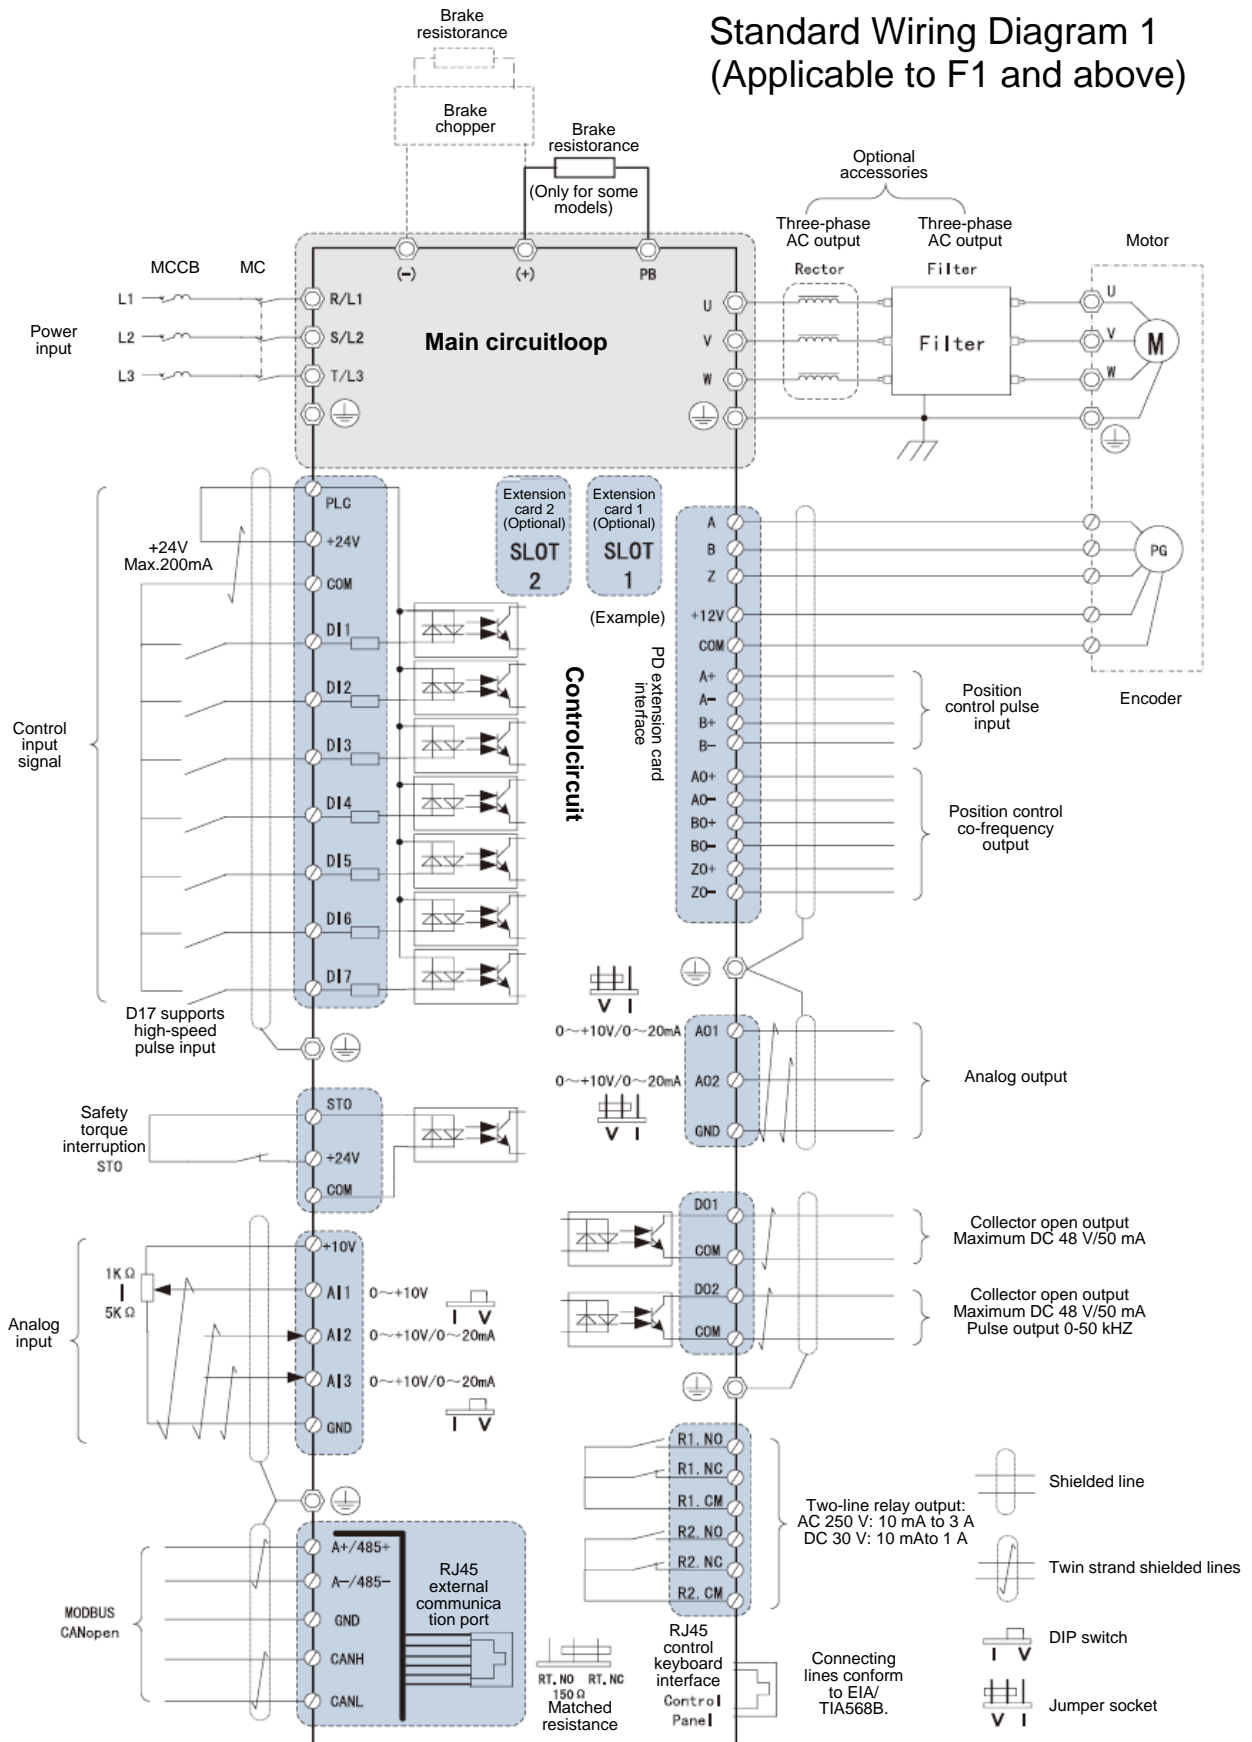 Standard Wiring Diagram 1
(Applicable to F1 and above)
Brake
resistorance
Brake
chopper
Brake
resistorance
(Only for some
models)
Optional
accessories
Three-phase
AC output
Three-phase
AC output
Rector
Filter
Motor
MCCB
MC
(-)
(+)
PB
Power
input
L1
L2
L3
R/L1
S/L2
T/L3
Main circuitloop
U
V
W
Filter
U
V
W
M
PLC
+24V
COM
+24V
Max.200mA
DI1
DI2
DI3
DI4
DI5
DI6
DI7
Control
input
signal
D17 supports
high-speed
pulse input
Extension
card 2
(Optional)
SLOT
2
Extension
card 1
(Optional)
SLOT
1
(Example)
PD extension card
interface
Controlcircuit
A
B
Z
+12V
COM
A+
A-
B+
B-
AO+
AO-
BO+
BO-
ZO+
ZO-
PG
Encoder
Position
control pulse
input
Position control
co-frequency
output
V I
0~+10V/0~20mA
AO1
0~+10V/0~20mA
AO2
V I
GND
Analog output
Safety
torque
interruption
STO
STO
+24V
COM
DO1
COM
DO2
COM
Collector open output
Maximum DC 48 V/50 mA
Collector open output
Maximum DC 48 V/50 mA
Pulse output 0-50 kHZ
Analog
input
1KΩ
I
5KΩ
+10V
AI1
0~+10V
I V
AI2
0~+10V/0~20mA
AI3
0~+10V/0~20mA
I V
GND
R1. NO
R1. NC
R1. CM
R2. NO
R2. NC
R2. CM
Two-line relay output:
AC 250 V: 10 mA to 3 A
DC 30 V: 10 mAto 1 A
MODBUS
CANopen
A+/485+
A-/485-
GND
CANH
CANL
RJ45
external
communica
tion port
RT. NO RT. NC
150Ω
Matched
resistance
RJ45
control
keyboard
interface
Control
Panel
Connecting
lines conform
to EIA/
TIA568B.
Shielded line
Twin strand shielded lines
I V
DIP switch
V I
Jumper socket